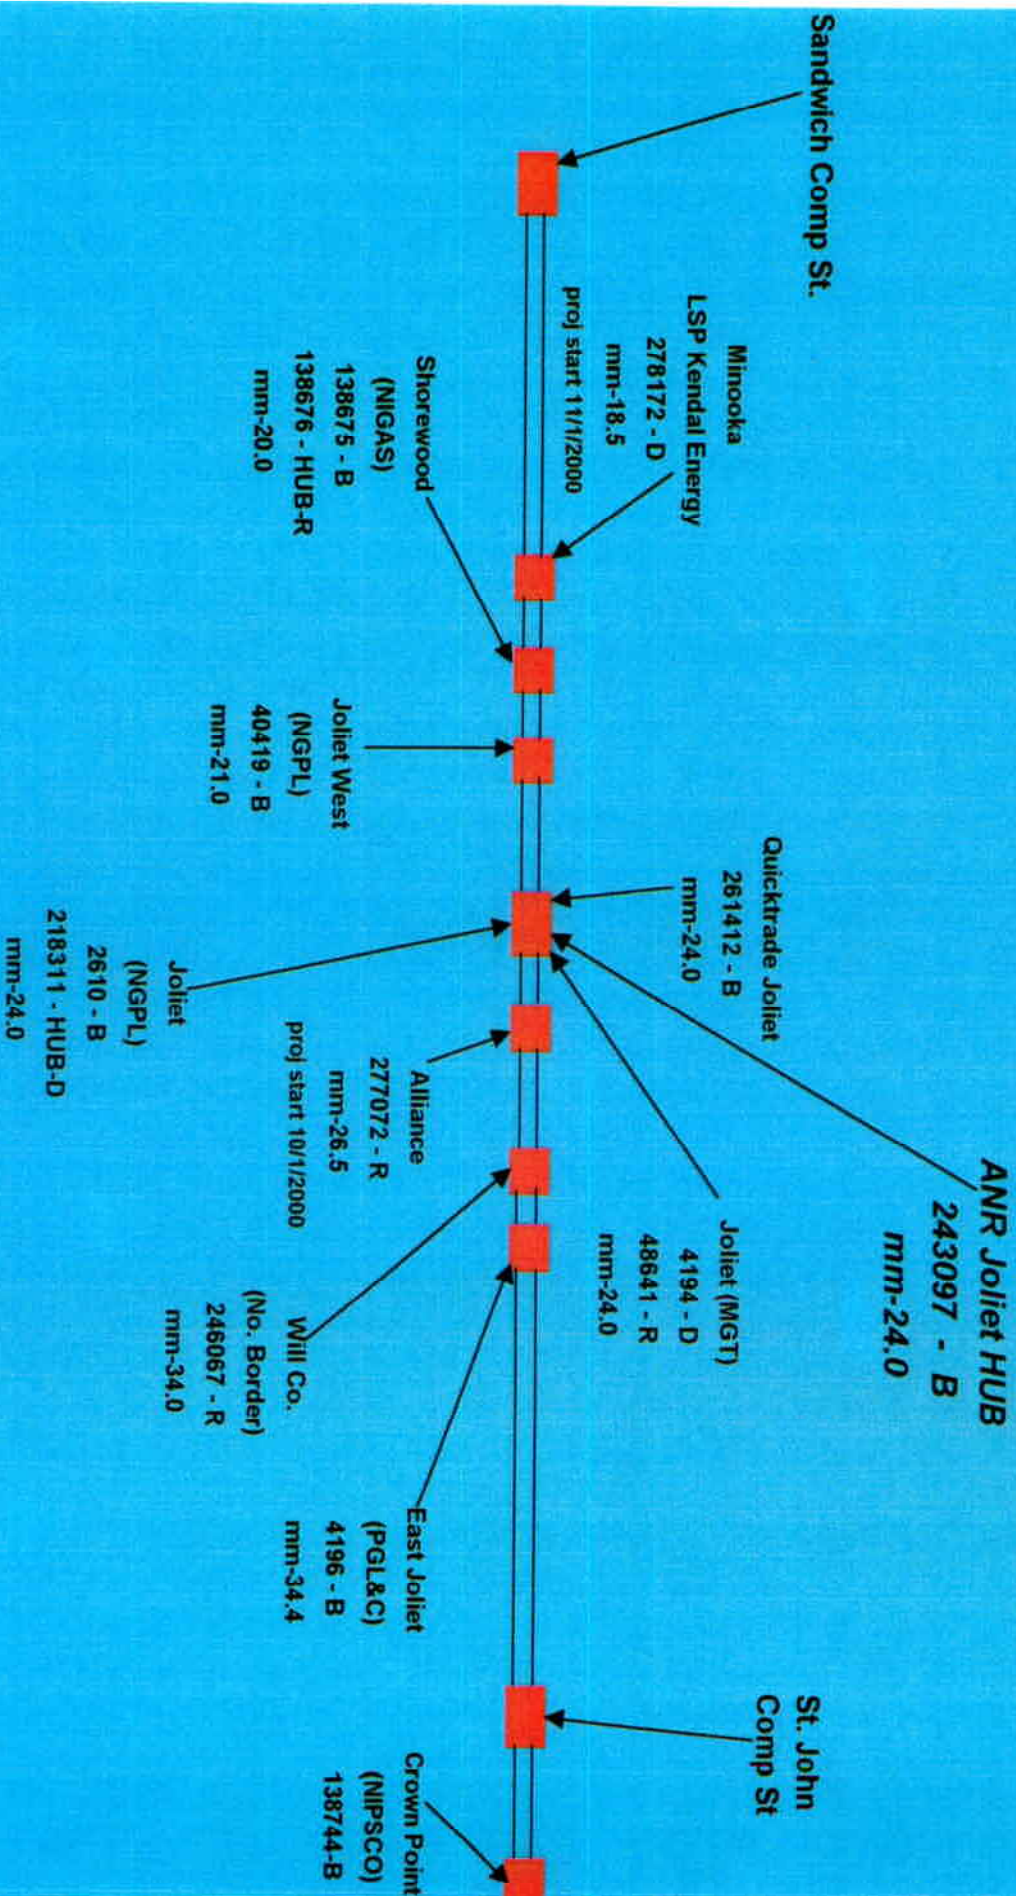 ANR Joliet HUB
243097 - B
mm-24.0
Sandwich Comp St.
Minooka
LSP Kendal Energy
278172 - D
mm-18.5
proj start 11/1/2000
Quicktrade Joliet
261412 - B
mm-24.0
Joliet (MGT)
4194 - D
48641 - R
mm-24.0
St. John
Comp St
Shorewood
(NIGAS)
138675 - B
138676 - HUB-R
mm-20.0
Joliet West
(NGPL)
40419 - B
mm-21.0
Joliet
(NGPL)
2610 - B
218311 - HUB-D
mm-24.0
Alliance
277072 - R
mm-26.5
proj start 10/1/2000
Will Co.
(No. Border)
246067 - R
mm-34.0
East Joliet
(PGL&C)
4196 - B
mm-34.4
Crown Point
(NIPSCO)
138744-B